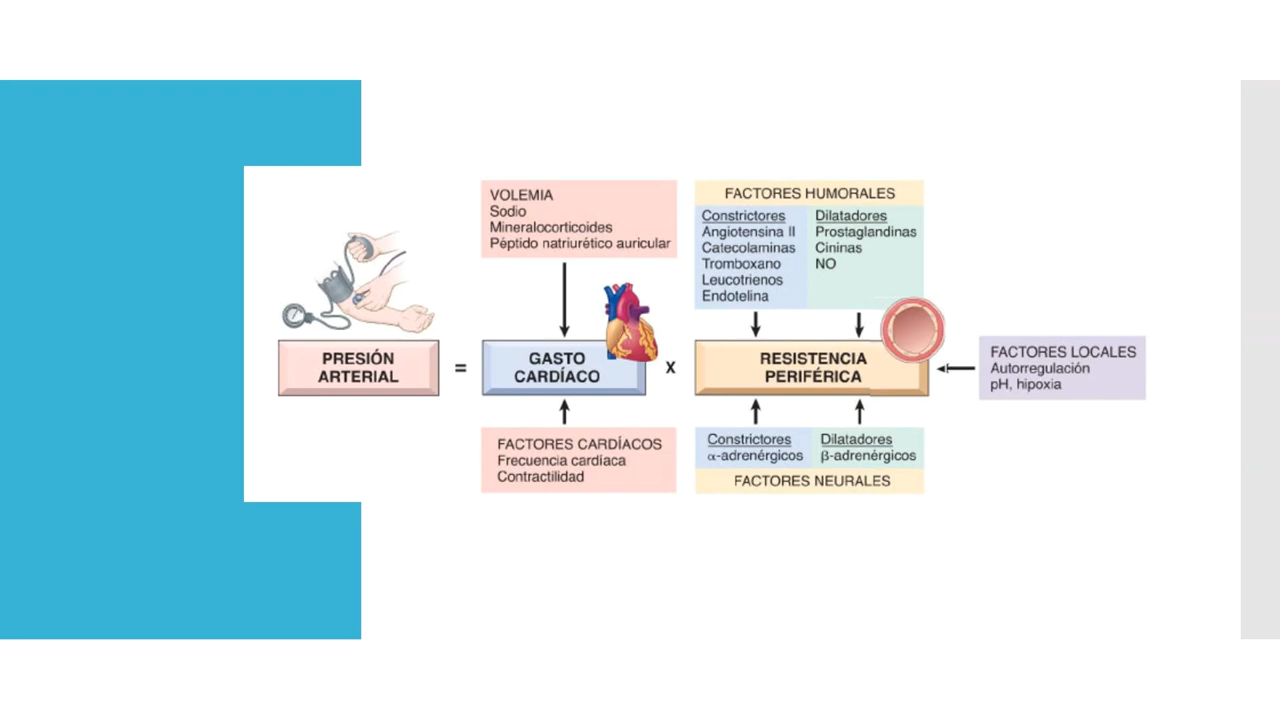 VOLEMIA
Sodio
Mineralocorticoides
Péptido natriurético auricular
FACTORES HUMORALES
Constrictores
Angiotensina II
Catecolaminas
Tromboxano
Leucotrienos
Endotelina
Dilatadores
Prostaglandinas
Cininas
NO
PRESIÓN
ARTERIAL
=
GASTO
CARDÍACO
x
RESISTENCIA
PERIFÉRICA
FACTORES LOCALES
Autorregulación
pH, hipoxia
FACTORES CARDÍACOS
Frecuencia cardíaca
Contractilidad
Constrictores
α-adrenérgicos
Dilatadores
β-adrenérgicos
FACTORES NEURALES